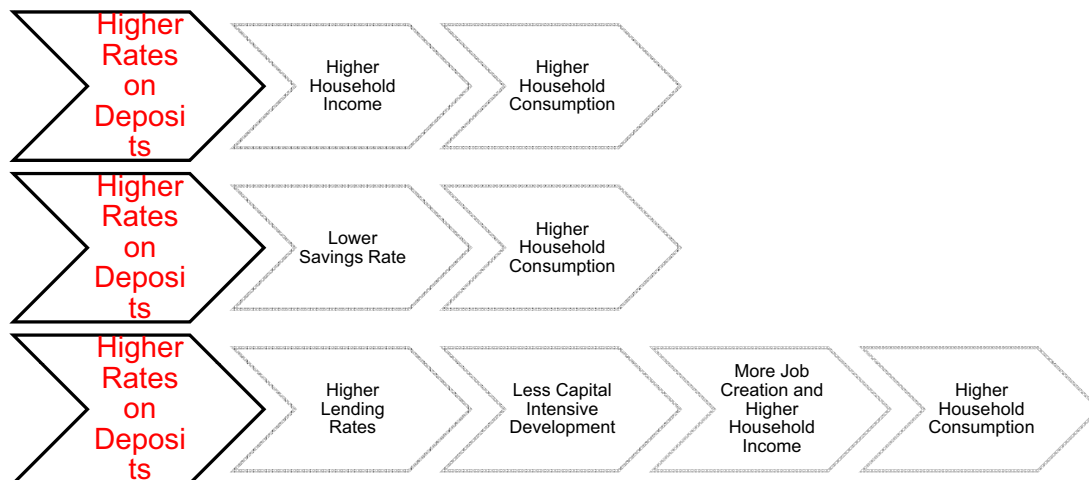 Higher
Rates
on
Deposi
ts
Higher
Household
Income
Higher
Household
Consumption
Higher
Rates
on
Deposi
ts
Lower
Savings Rate
Higher
Household
Consumption
Higher
Rates
on
Deposi
ts
Higher
Lending
Rates
Less Capital
Intensive
Development
More Job
Creation and
Higher
Household
Income
Higher
Household
Consumption